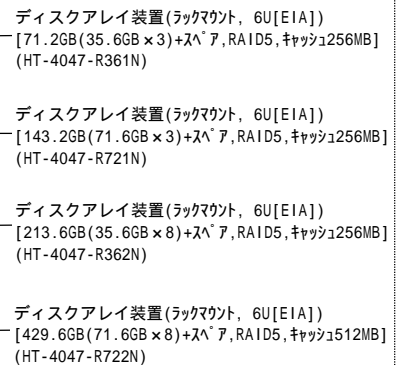 ディスクアレイ装置(ﾗｯｸﾏｳﾝﾄ, 6U[EIA])
[71.2GB(35.6GB×3)+ｽﾍﾟｱ,RAID5,ｷｬｯｼｭ256MB]
(HT-4047-R361N)
ディスクアレイ装置(ﾗｯｸﾏｳﾝﾄ, 6U[EIA])
[143.2GB(71.6GB×3)+ｽﾍﾟｱ,RAID5,ｷｬｯｼｭ256MB]
(HT-4047-R721N)
ディスクアレイ装置(ﾗｯｸﾏｳﾝﾄ, 6U[EIA])
[213.6GB(35.6GB×8)+ｽﾍﾟｱ,RAID5,ｷｬｯｼｭ256MB]
(HT-4047-R362N)
ディスクアレイ装置(ﾗｯｸﾏｳﾝﾄ, 6U[EIA])
[429.6GB(71.6GB×8)+ｽﾍﾟｱ,RAID5,ｷｬｯｼｭ512MB]
(HT-4047-R722N)